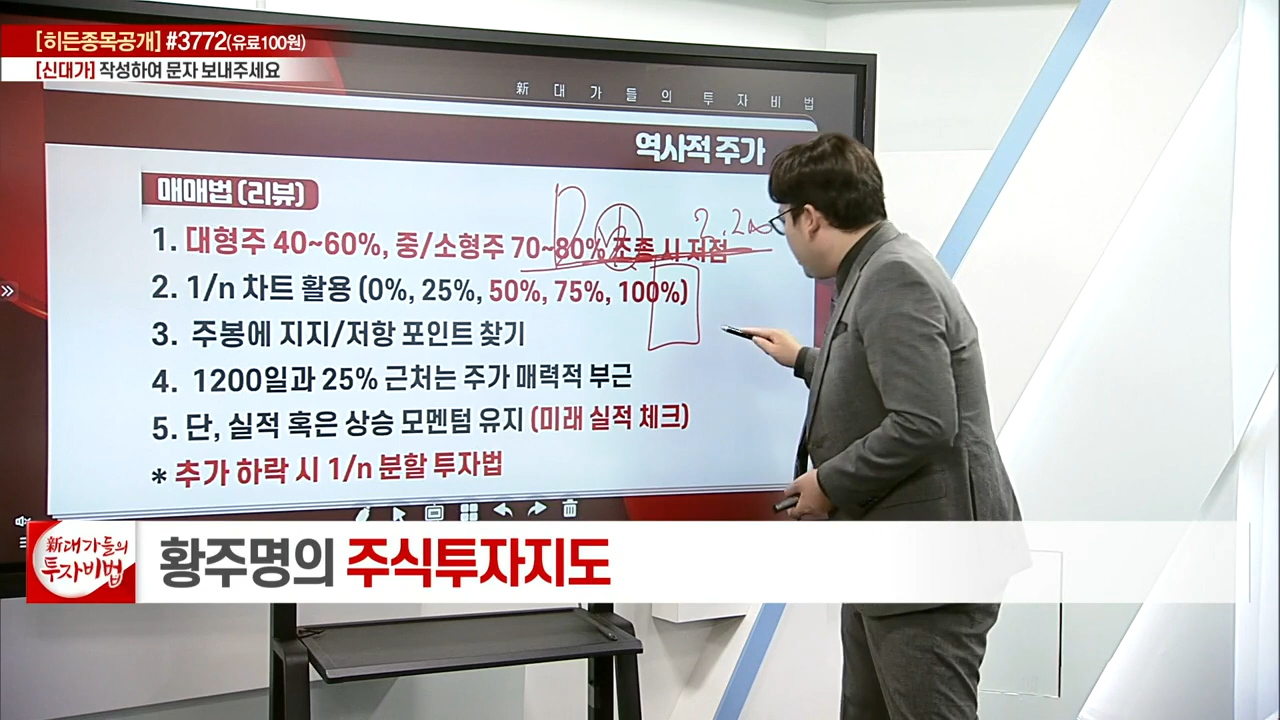 [히든종목공개] #3772(유료100원)
[신대가] 작성하여 문자 보내주세요
新 대 가 들 의 투 자 비 법
역사적 주가
매매법 (리뷰)
1. 대형주 40~60%, 중/소형주 70~80% 조종 시 저점
2. 1/n 차트 활용 (0%, 25%, 50%, 75%, 100%)
3. 주봉에 지지/저항 포인트 찾기
4. 1200일과 25% 근처는 주가 매력적 부근
5. 단, 실적 혹은 상승 모멘텀 유지 (미래 실적 체크)
* 추가 하락 시 1/n 분할 투자법
新대가들의
투자비법
황주명의 주식투자지도